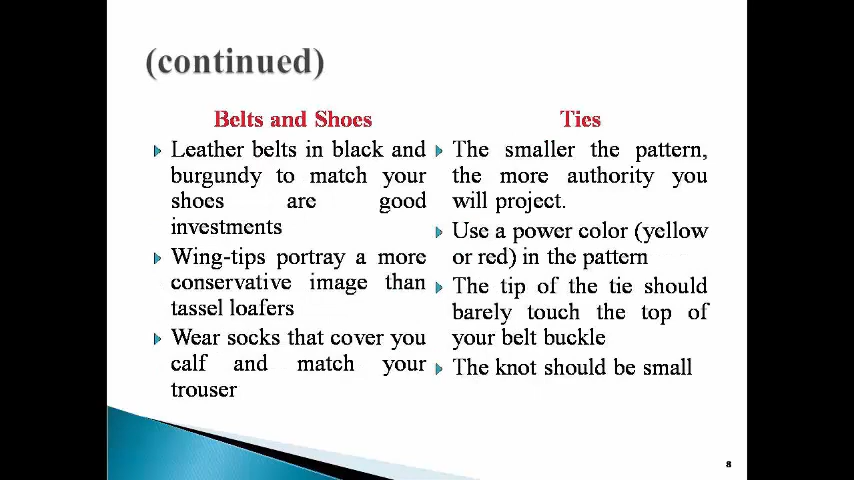 (continued)
Belts and Shoes
Leather belts in black and
burgundy to match your
shoes are good
investments
Wing-tips portray a more
conservative image than
tassel loafers
Wear socks that cover you
calf and match your
trouser
Ties
The smaller the pattern,
the more authority you
will project.
Use a power color (yellow
or red) in the pattern
The tip of the tie should
barely touch the top of
your belt buckle
The knot should be small
8